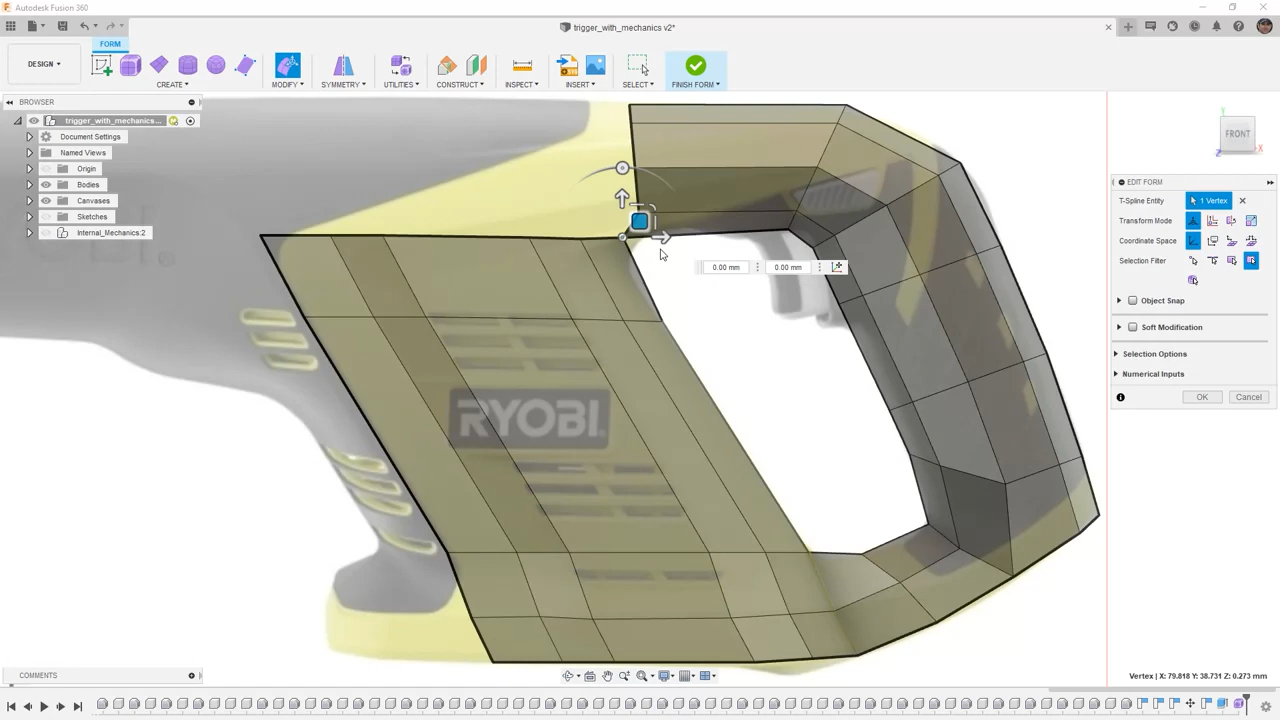 Autodesk Fusion 360
trigger_with_mechanics v2*
FORM
DESIGN
CREATE
MODIFY
SYMMETRY
UTILITIES
CONSTRUCT
INSPECT
INSERT
SELECT
FINISH FORM
BROWSER
trigger_with_mechanics...
Document Settings
Named Views
Origin
Bodies
Canvases
Sketches
Internal_Mechanics:2
FRONT
Y
X
Z
EDIT FORM
T-Spline Entity
1 Vertex
Transform Mode
Coordinate Space
Selection Filter
Object Snap
Soft Modification
Selection Options
Numerical Inputs
OK
Cancel
0.00 mm
0.00 mm
RYOBI
COMMENTS
Vertex | X: 79.818 Y: 38.731 Z: 0.273 mm